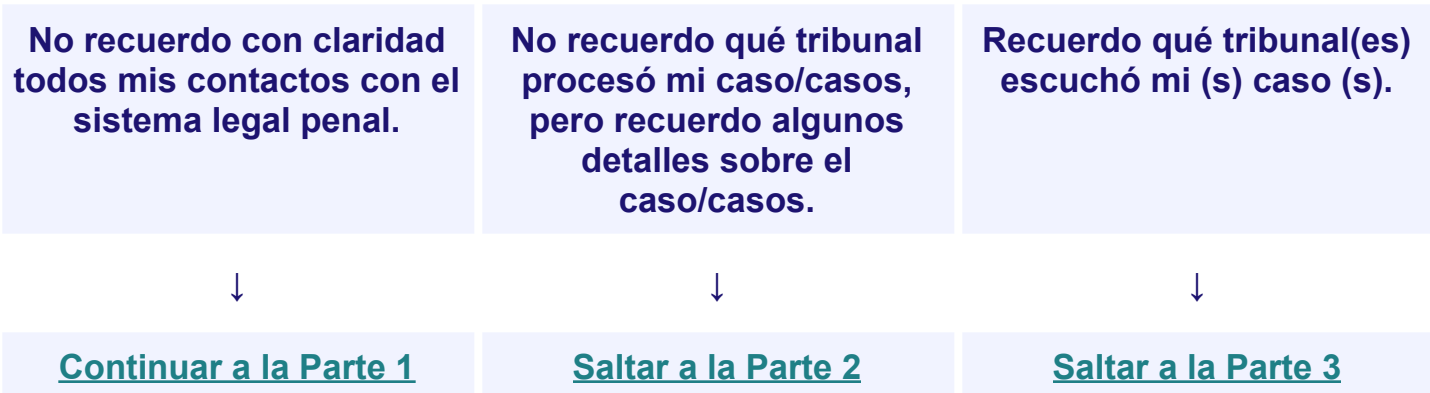 No recuerdo con claridad
todos mis contactos con el
sistema legal penal.
No recuerdo qué tribunal
procesó mi caso/casos,
pero recuerdo algunos
detalles sobre el
caso/casos.
Recuerdo qué tribunal(es)
escuchó mi (s) caso (s).
↓
↓
↓
Continuar a la Parte 1
Saltar a la Parte 2
Saltar a la Parte 3